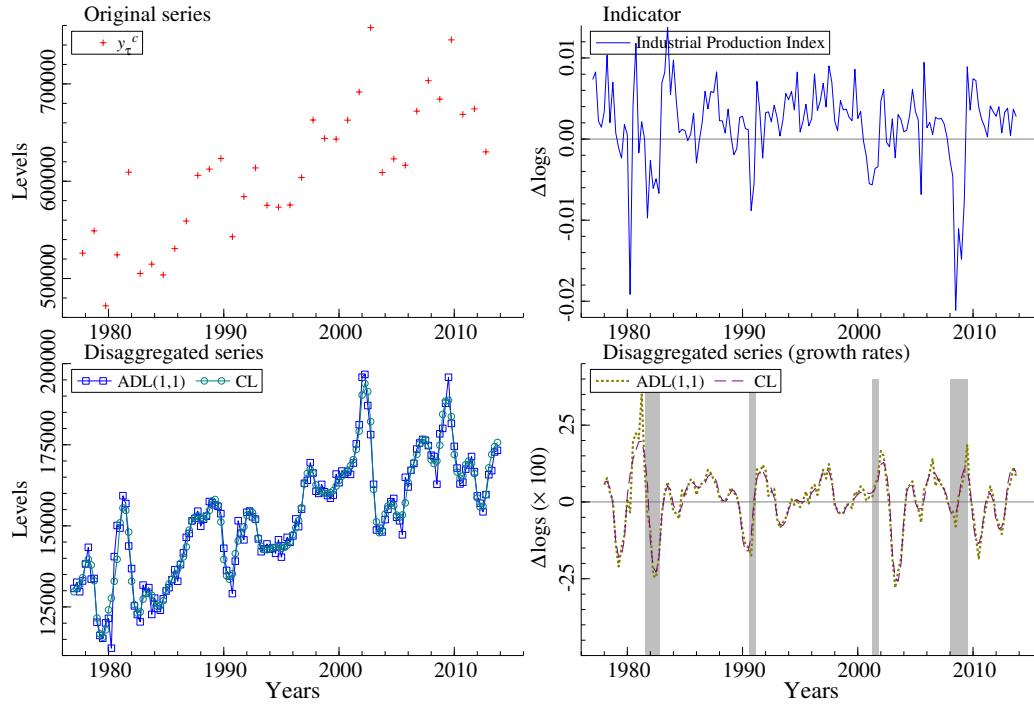 Original series
y_τ^c
Levels
700000
600000
500000
1980 1990 2000 2010
Indicator
Industrial Production Index
Δlogs
0.01
0.00
-0.01
-0.02
1980 1990 2000 2010
Disaggregated series
ADL(1,1) CL
Levels
200000
175000
150000
125000
1980 1990 2000 2010
Years
Disaggregated series (growth rates)
ADL(1,1) CL
Δlogs (× 100)
25
0
-25
1980 1990 2000 2010
Years